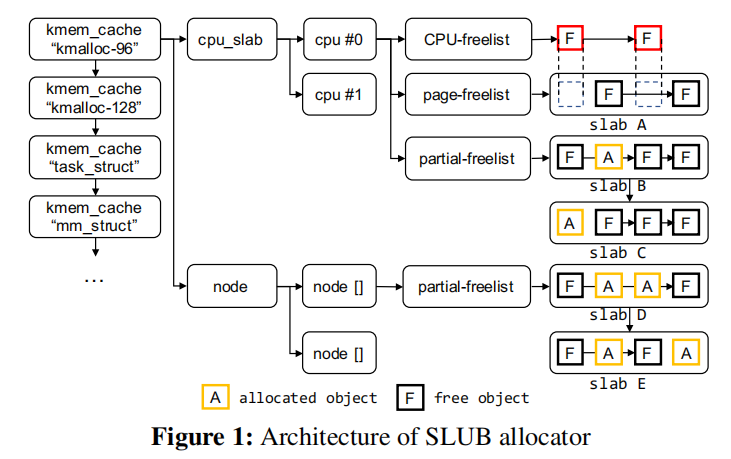 kmem_cache
“kmalloc-96”
cpu_slab
cpu #0
CPU-freelist
F
F
kmem_cache
“kmalloc-128”
cpu #1
page-freelist
F
F
slab A
kmem_cache
“task_struct”
partial-freelist
F A F F
slab B
kmem_cache
“mm_struct”
A F F F
slab C
...
node
node []
partial-freelist
F A A F
slab D
node []
F A F A
slab E
A allocated object F free object
Figure 1: Architecture of SLUB allocator